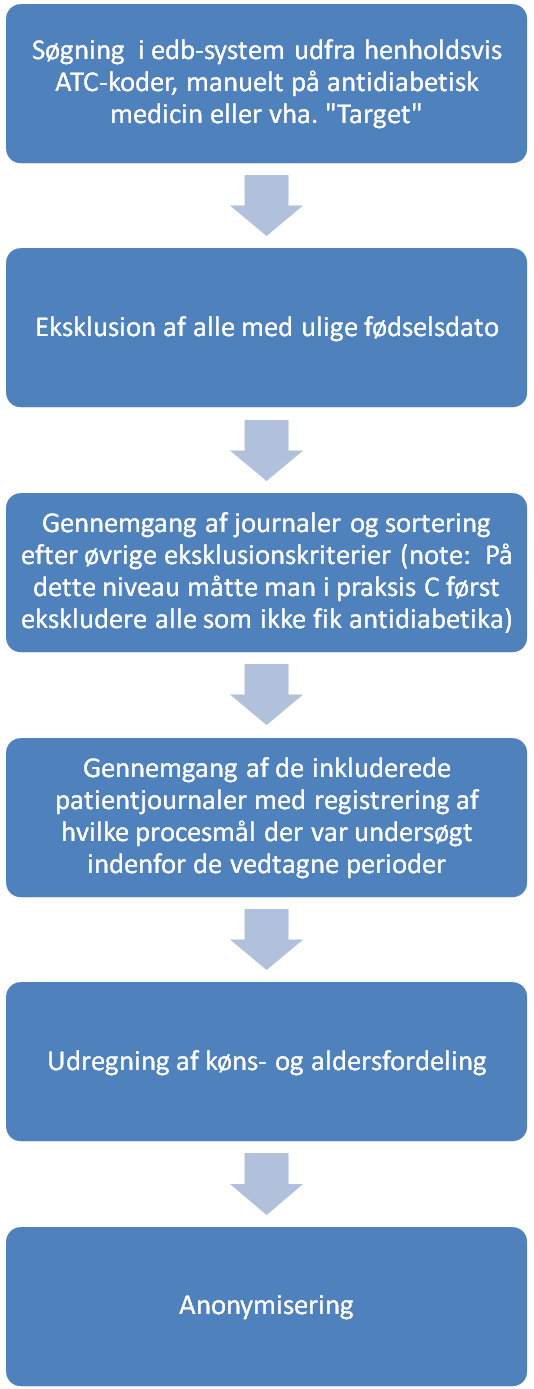 Søgning  i edb-system udfra henholdsvis
ATC-koder, manuelt på antidiabetisk
medicin eller vha. "Target"
Eksklusion af alle med ulige fødselsdato
Gennemgang af journaler og sortering
efter øvrige eksklusionskriterier (note:  På
dette niveau måtte man i praksis C først
ekskludere alle som ikke fik antidiabetika)
Gennemgang af de inkluderede
patientjournaler med registrering af
hvilke procesmål der var undersøgt
indenfor de vedtagne perioder
Udregning af køns- og aldersfordeling
Anonymisering